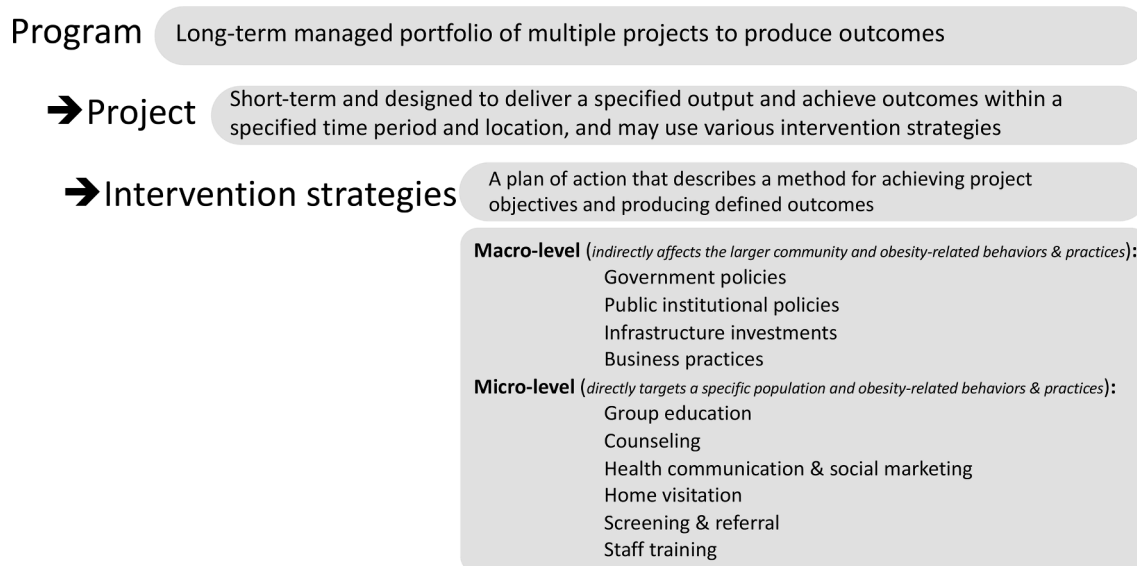 Program
Long-term managed portfolio of multiple projects to produce outcomes
➔Project
Short-term and designed to deliver a specified output and achieve outcomes within a
specified time period and location, and may use various intervention strategies
➔Intervention strategies
A plan of action that describes a method for achieving project
objectives and producing defined outcomes
Macro-level (indirectly affects the larger community and obesity-related behaviors & practices):
Government policies
Public institutional policies
Infrastructure investments
Business practices
Micro-level (directly targets a specific population and obesity-related behaviors & practices):
Group education
Counseling
Health communication & social marketing
Home visitation
Screening & referral
Staff training